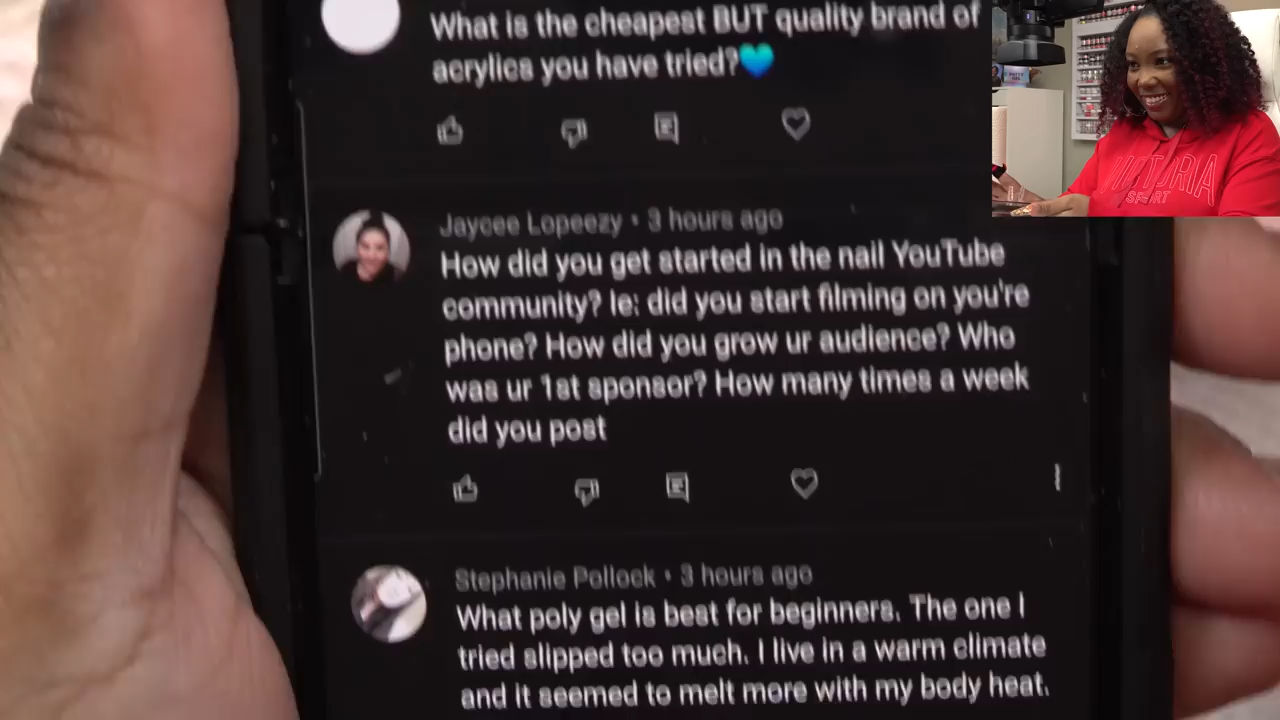 What is the cheapest BUT quality brand of
acrylics you have tried?💙
Jaycee Lopeezy • 3 hours ago
How did you get started in the nail YouTube
community? Ie: did you start filming on you're
phone? How did you grow ur audience? Who
was ur 1st sponsor? How many times a week
did you post
Stephanie Pollock • 3 hours ago
What poly gel is best for beginners. The one I
tried slipped too much. I live in a warm climate
and it seemed to melt more with my body heat.
VICTORIA
SPORT